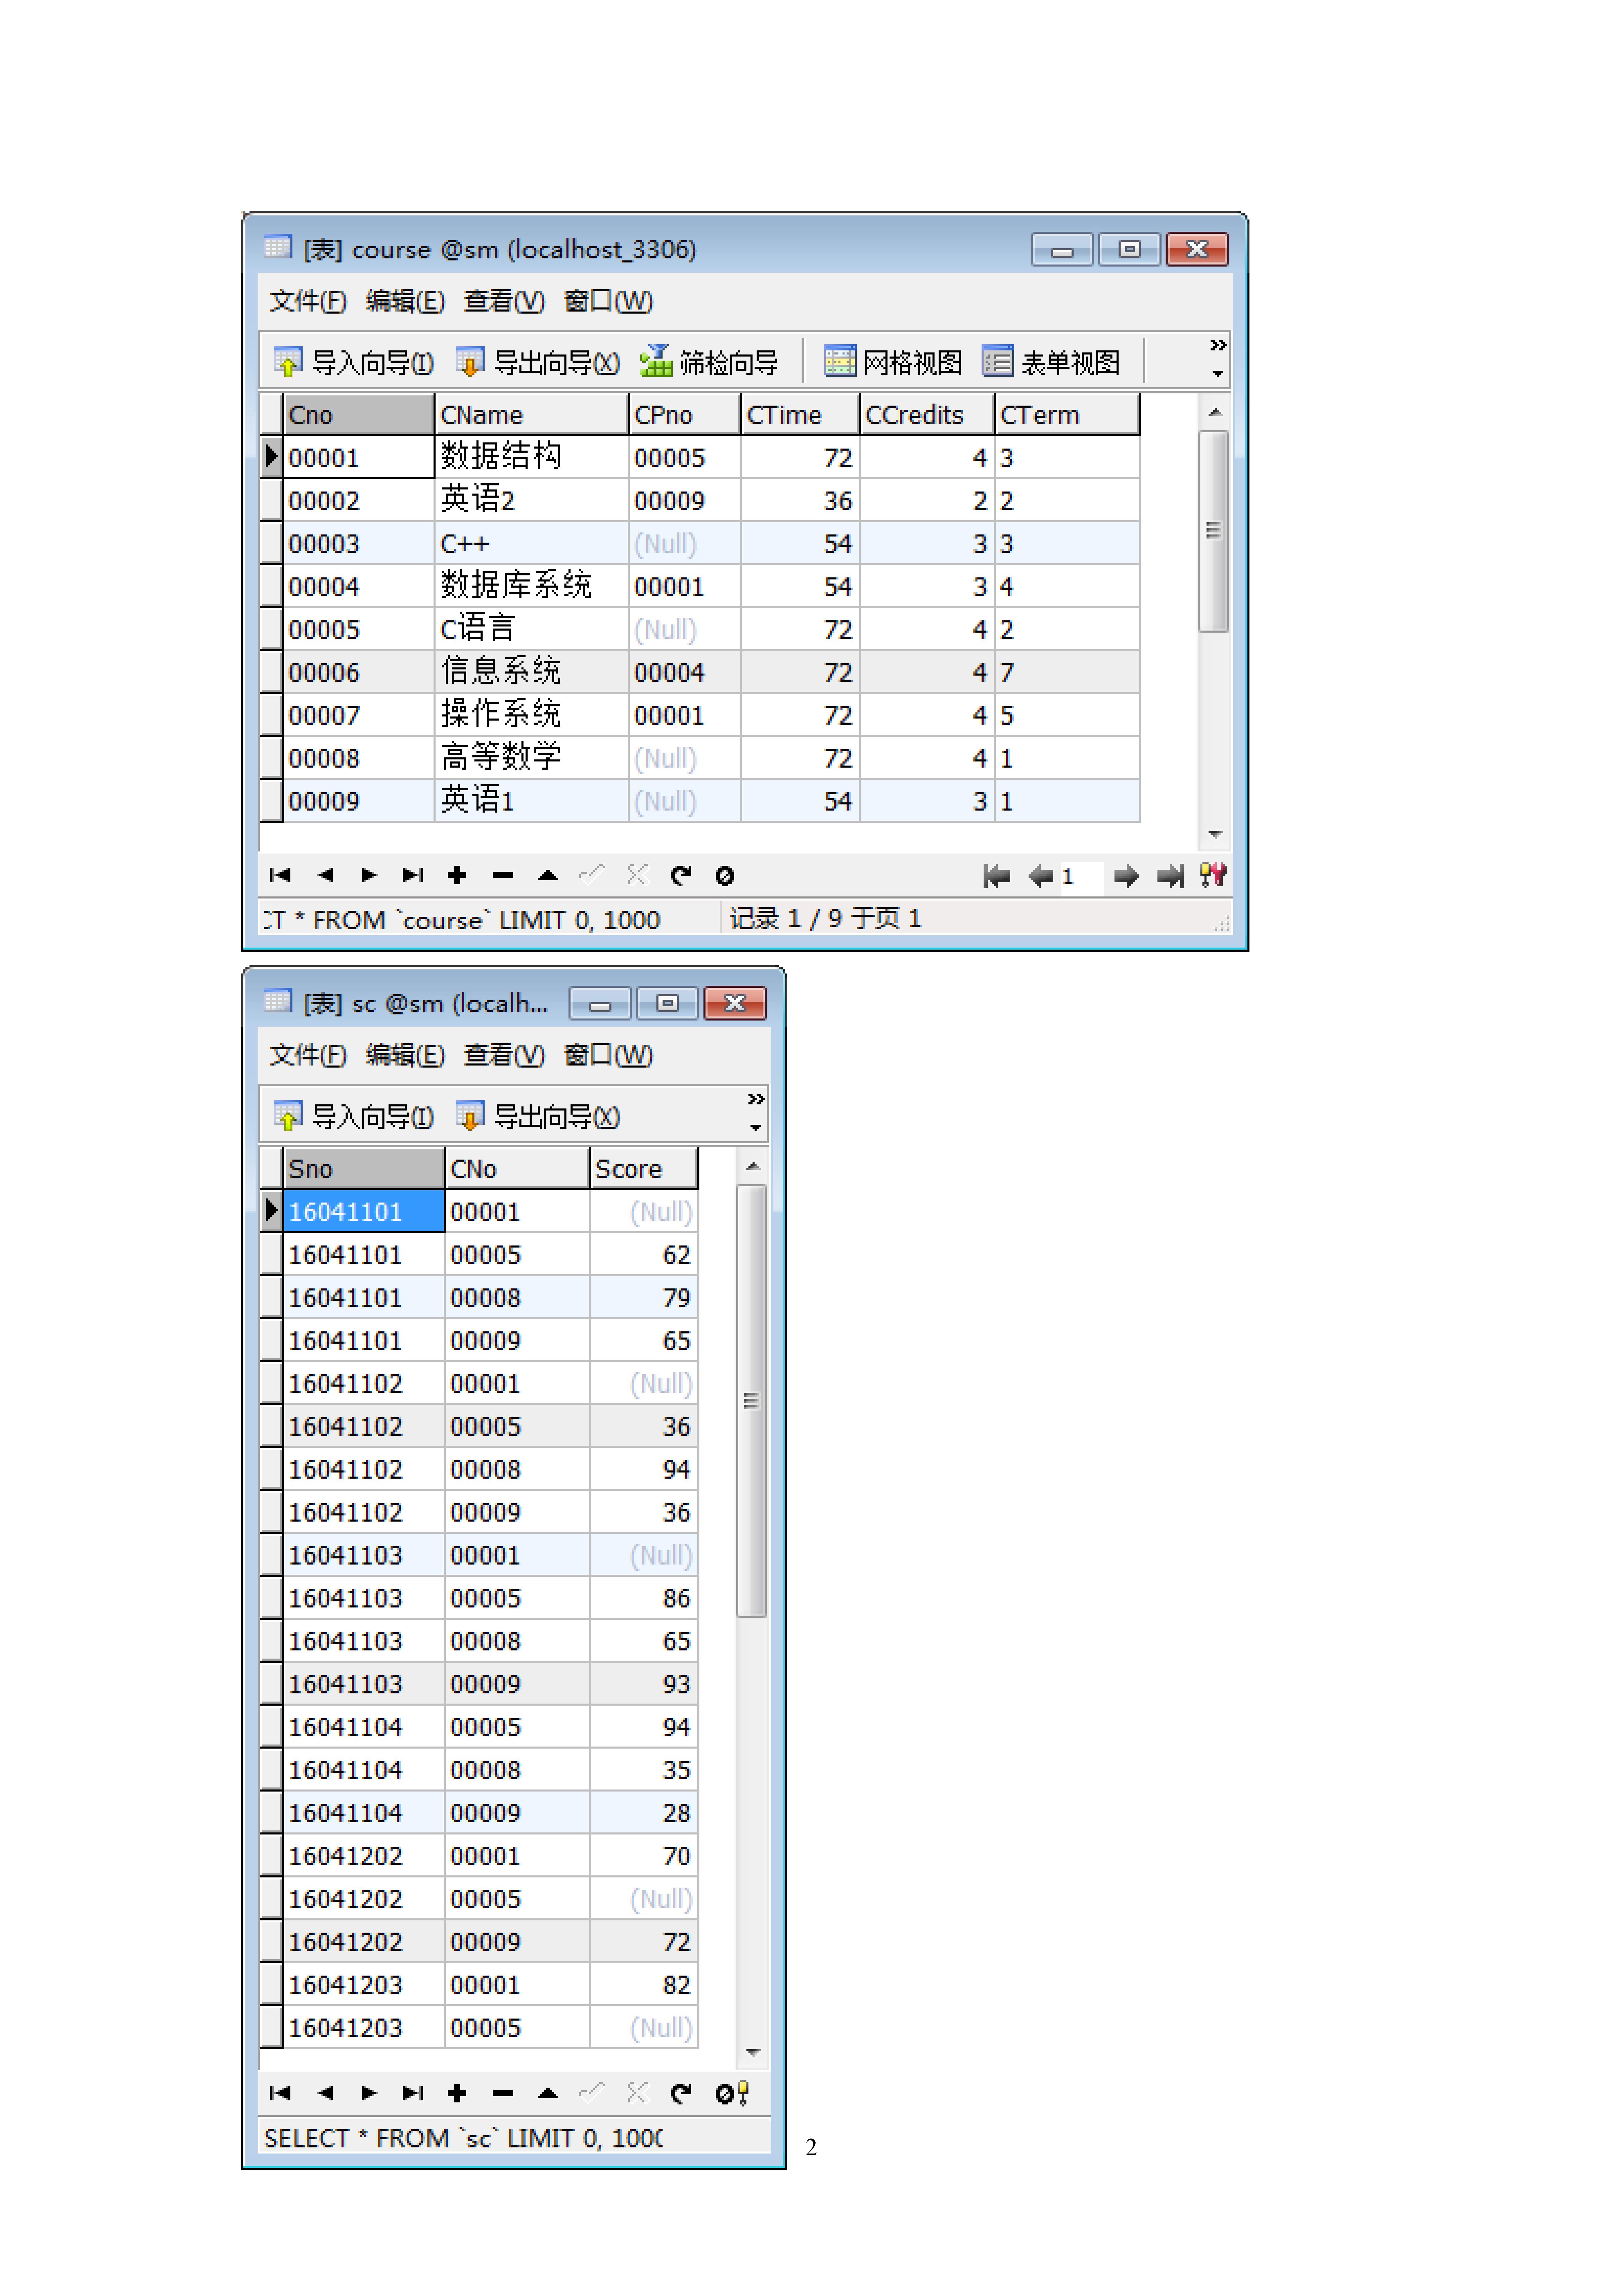 [表] course @sm (localhost_3306)
文件(F) 编辑(E) 查看(V) 窗口(W)
导入向导(I) 导出向导(X) 筛检向导 网格视图 表单视图 »
Cno CName CPno CTime CCredits CTerm
00001 数据结构 00005 72 4 3
00002 英语2 00009 36 2 2
00003 C++ (Null) 54 3 3
00004 数据库系统 00001 54 3 4
00005 C语言 (Null) 72 4 2
00006 信息系统 00004 72 4 7
00007 操作系统 00001 72 4 5
00008 高等数学 (Null) 72 4 1
00009 英语1 (Null) 54 3 1
1
CT * FROM `course` LIMIT 0, 1000 记录 1 / 9 于页 1
[表] sc @sm (localh...
文件(F) 编辑(E) 查看(V) 窗口(W)
导入向导(I) 导出向导(X) »
Sno CNo Score
16041101 00001 (Null)
16041101 00005 62
16041101 00008 79
16041101 00009 65
16041102 00001 (Null)
16041102 00005 36
16041102 00008 94
16041102 00009 36
16041103 00001 (Null)
16041103 00005 86
16041103 00008 65
16041103 00009 93
16041104 00005 94
16041104 00008 35
16041104 00009 28
16041202 00001 70
16041202 00005 (Null)
16041202 00009 72
16041203 00001 82
16041203 00005 (Null)
SELECT * FROM `sc` LIMIT 0, 1000
2